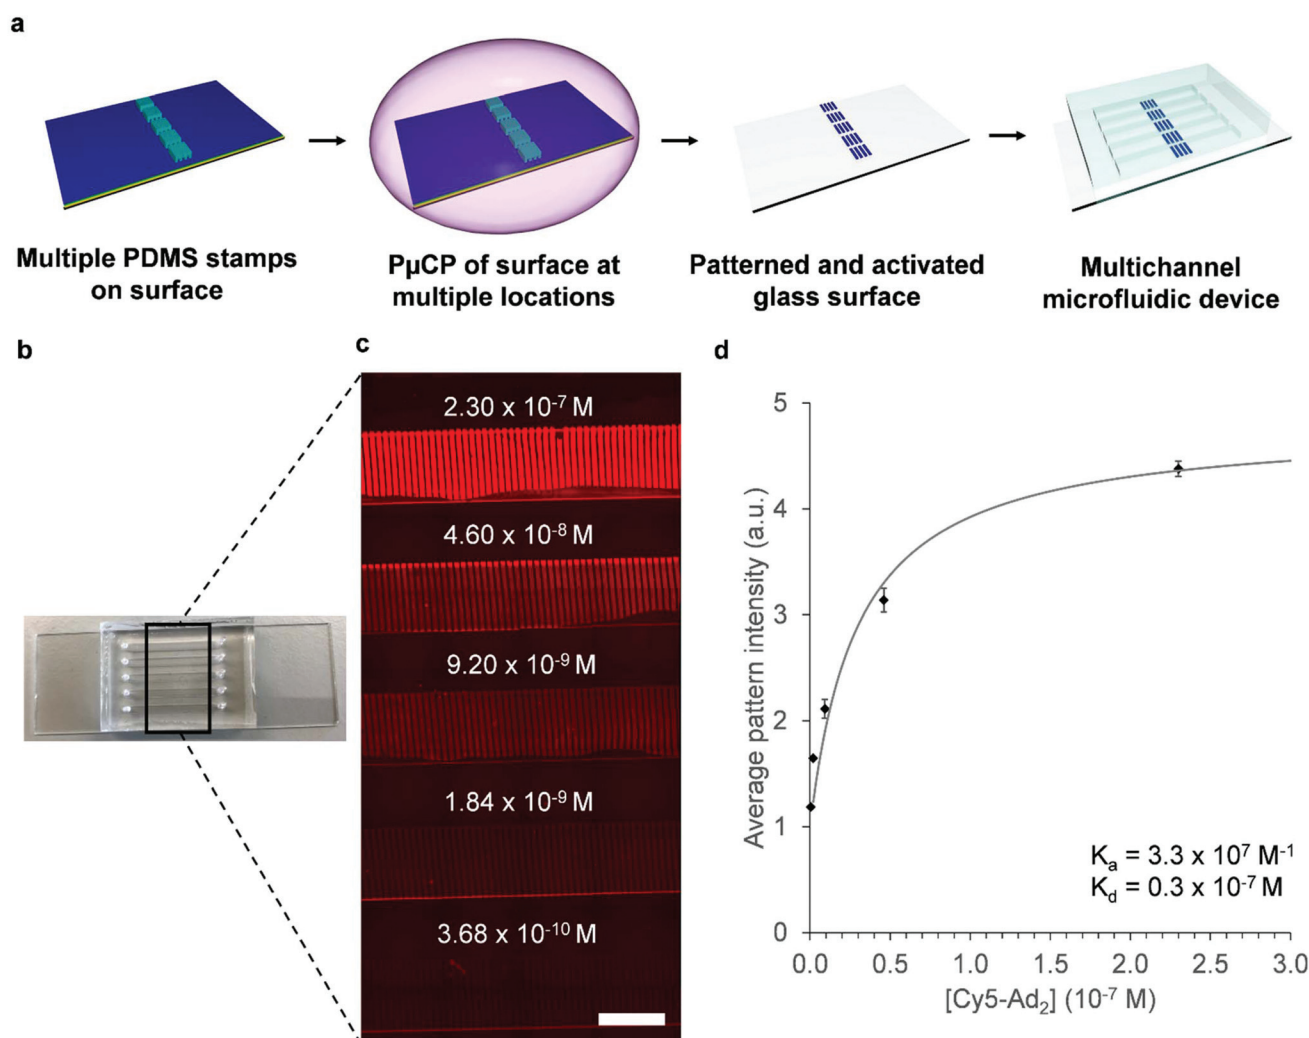 a
Multiple PDMS stamps
on surface
PµCP of surface at
multiple locations
Patterned and activated
glass surface
Multichannel
microfluidic device
b
c
2.30 x 10⁻⁷ M
4.60 x 10⁻⁸ M
9.20 x 10⁻⁹ M
1.84 x 10⁻⁹ M
3.68 x 10⁻¹⁰ M
d
Average pattern intensity (a.u.)
5
4
3
2
1
0
Kₐ = 3.3 x 10⁷ M⁻¹
K_d = 0.3 x 10⁻⁷ M
0.0 0.5 1.0 1.5 2.0 2.5 3.0
[Cy5-Ad₂] (10⁻⁷ M)